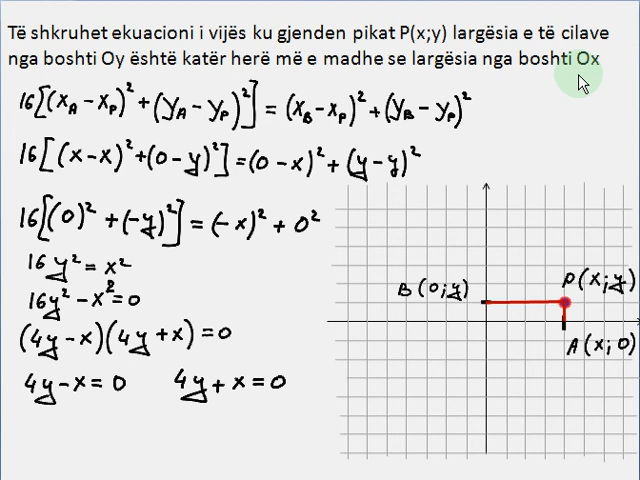 Të shkruhet ekuacioni i vijës ku gjenden pikat P(x;y) largësia e të cilave
nga boshti Oy është katër herë më e madhe se largësia nga boshti Ox
16[(x_A − x_P)² + (y_A − y_P)²] = (x_B − x_P)² + (y_B − y_P)²
16[(x − x)² + (0 − y)²] = (0 − x)² + (y − y)²
16[(0)² + (−y)²] = (−x)² + 0²
16y² = x²
16y² − x² = 0
(4y − x)(4y + x) = 0
4y − x = 0 4y + x = 0
B(0;y) P(x;y)
A(x;0)